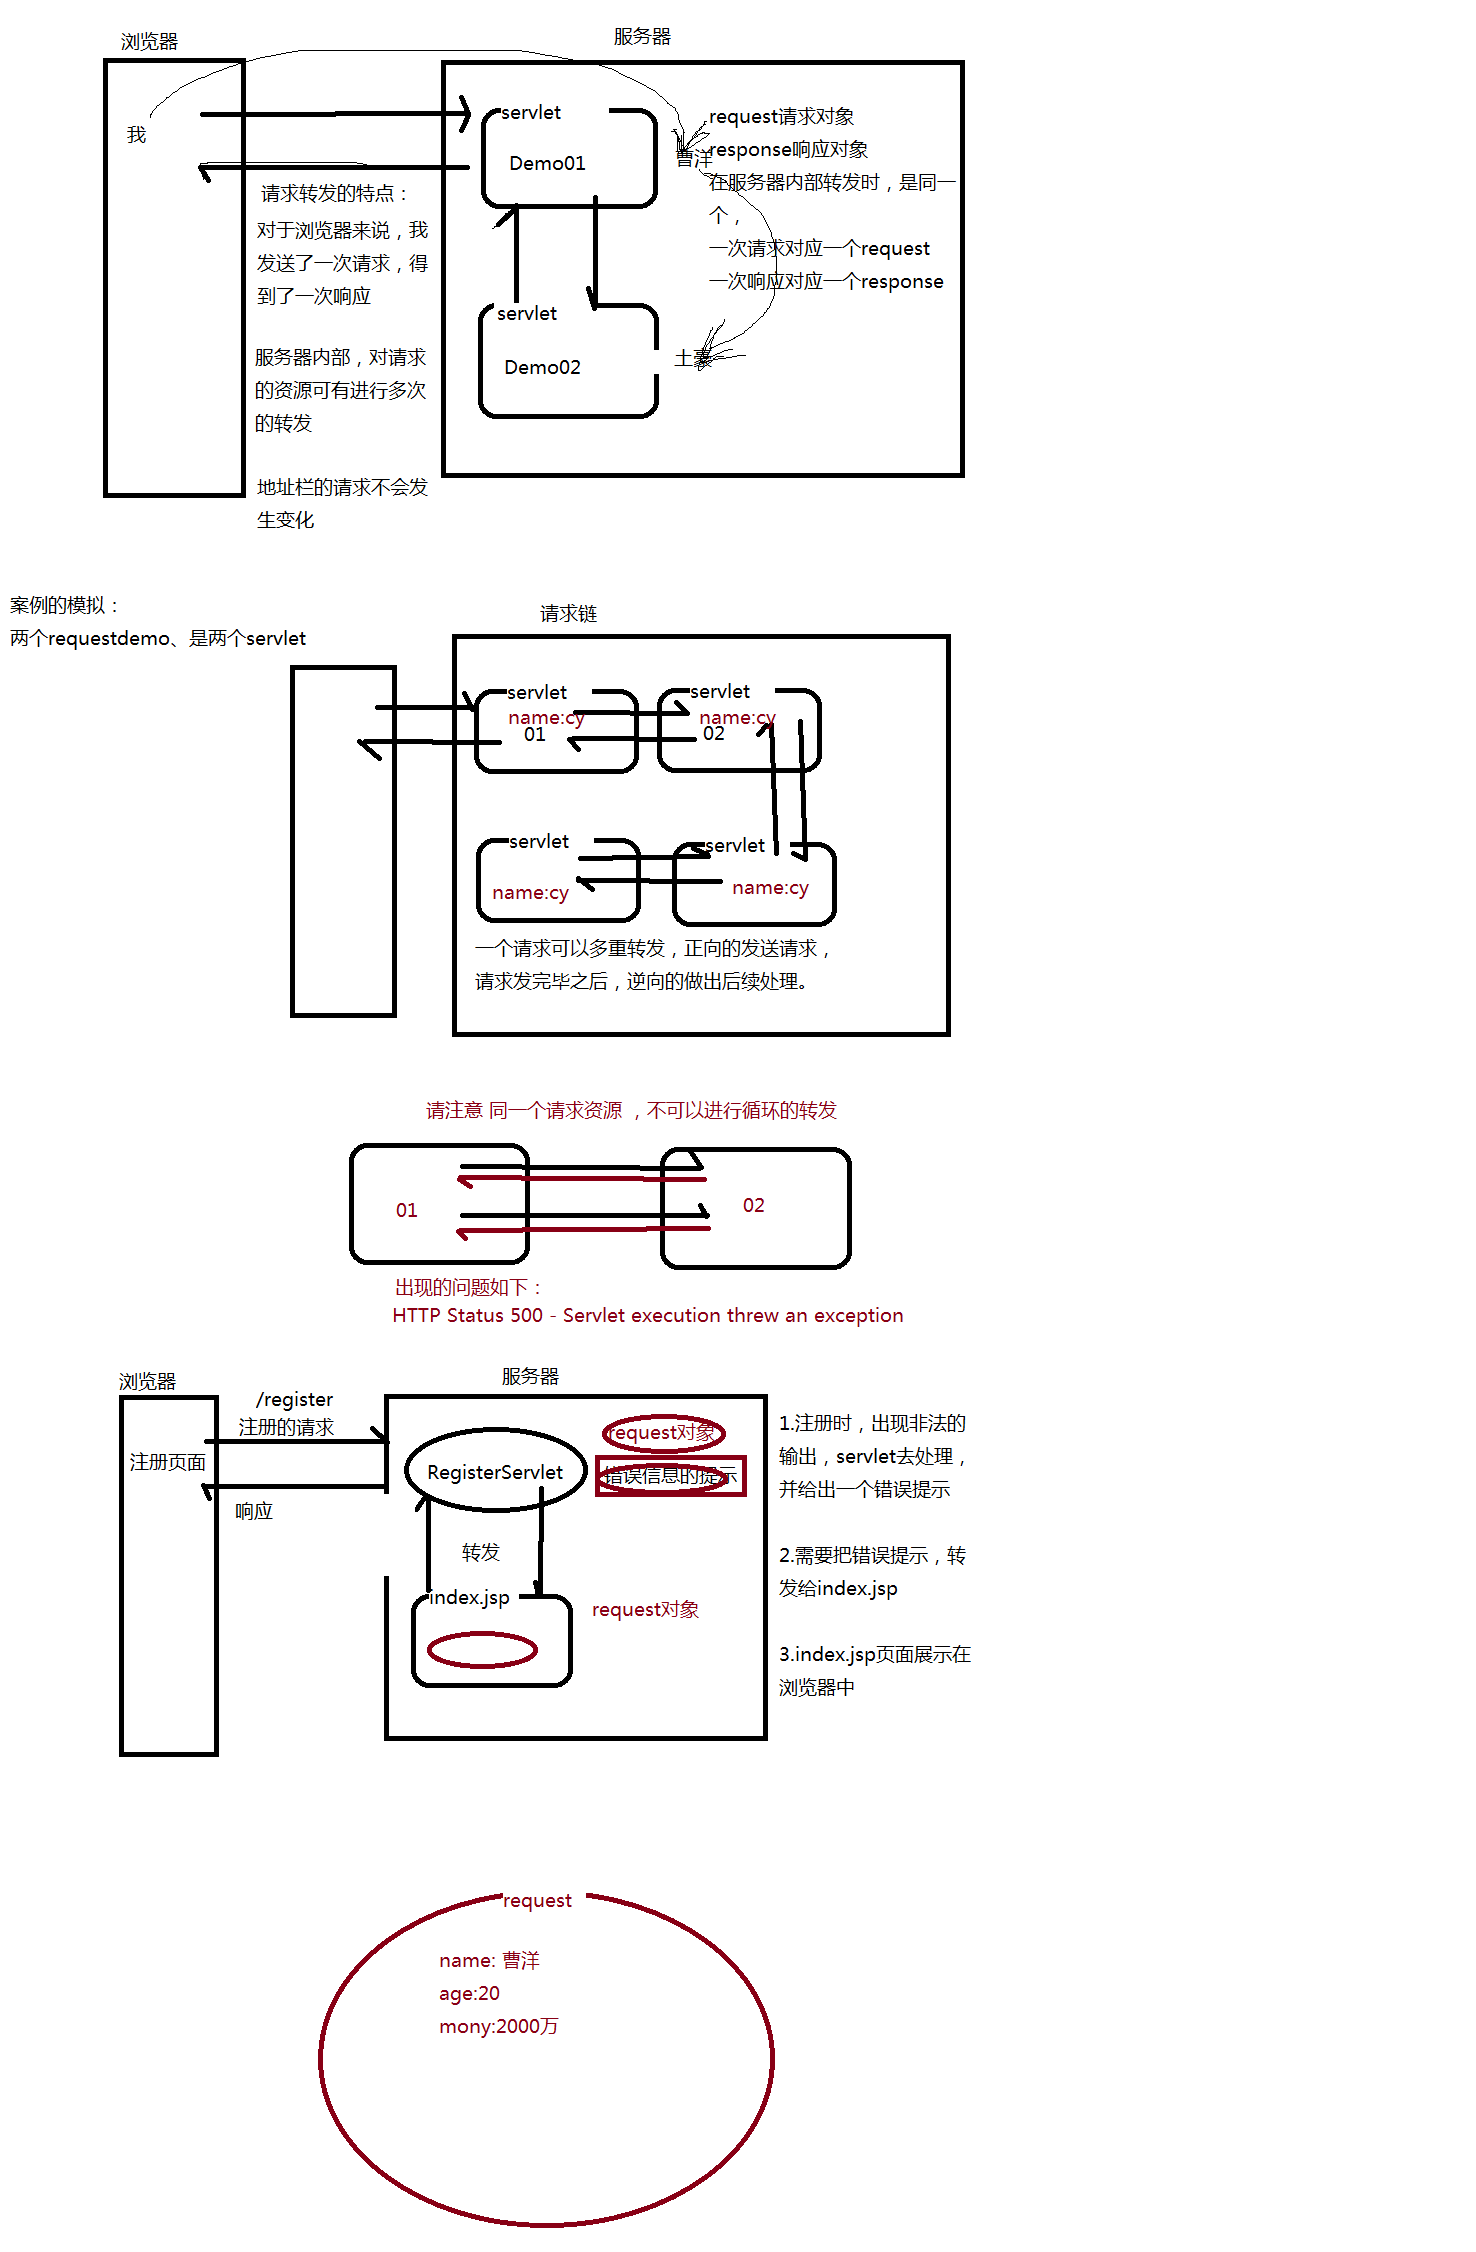 浏览器
服务器
我
servlet
Demo01
曹洋
request请求对象
response响应对象
在服务器内部转发时，是同一
个，
一次请求对应一个request
一次响应对应一个response
请求转发的特点：
对于浏览器来说，我
发送了一次请求，得
到了一次响应
服务器内部，对请求
的资源可有进行多次
的转发
地址栏的请求不会发
生变化
servlet
Demo02
土豪
案例的模拟：
两个requestdemo、是两个servlet
请求链
servlet
name:cy
01
servlet
name:cy
02
servlet
name:cy
servlet
name:cy
一个请求可以多重转发，正向的发送请求，
请求发完毕之后，逆向的做出后续处理。
请注意 同一个请求资源 ，不可以进行循环的转发
01
02
出现的问题如下：
HTTP Status 500 - Servlet execution threw an exception
浏览器
服务器
/register
注册的请求
注册页面
响应
RegisterServlet
request对象
错误信息的提示
转发
index.jsp
request对象
1.注册时，出现非法的
输出，servlet去处理，
并给出一个错误提示
2.需要把错误提示，转
发给index.jsp
3.index.jsp页面展示在
浏览器中
request
name: 曹洋
age:20
mony:2000万